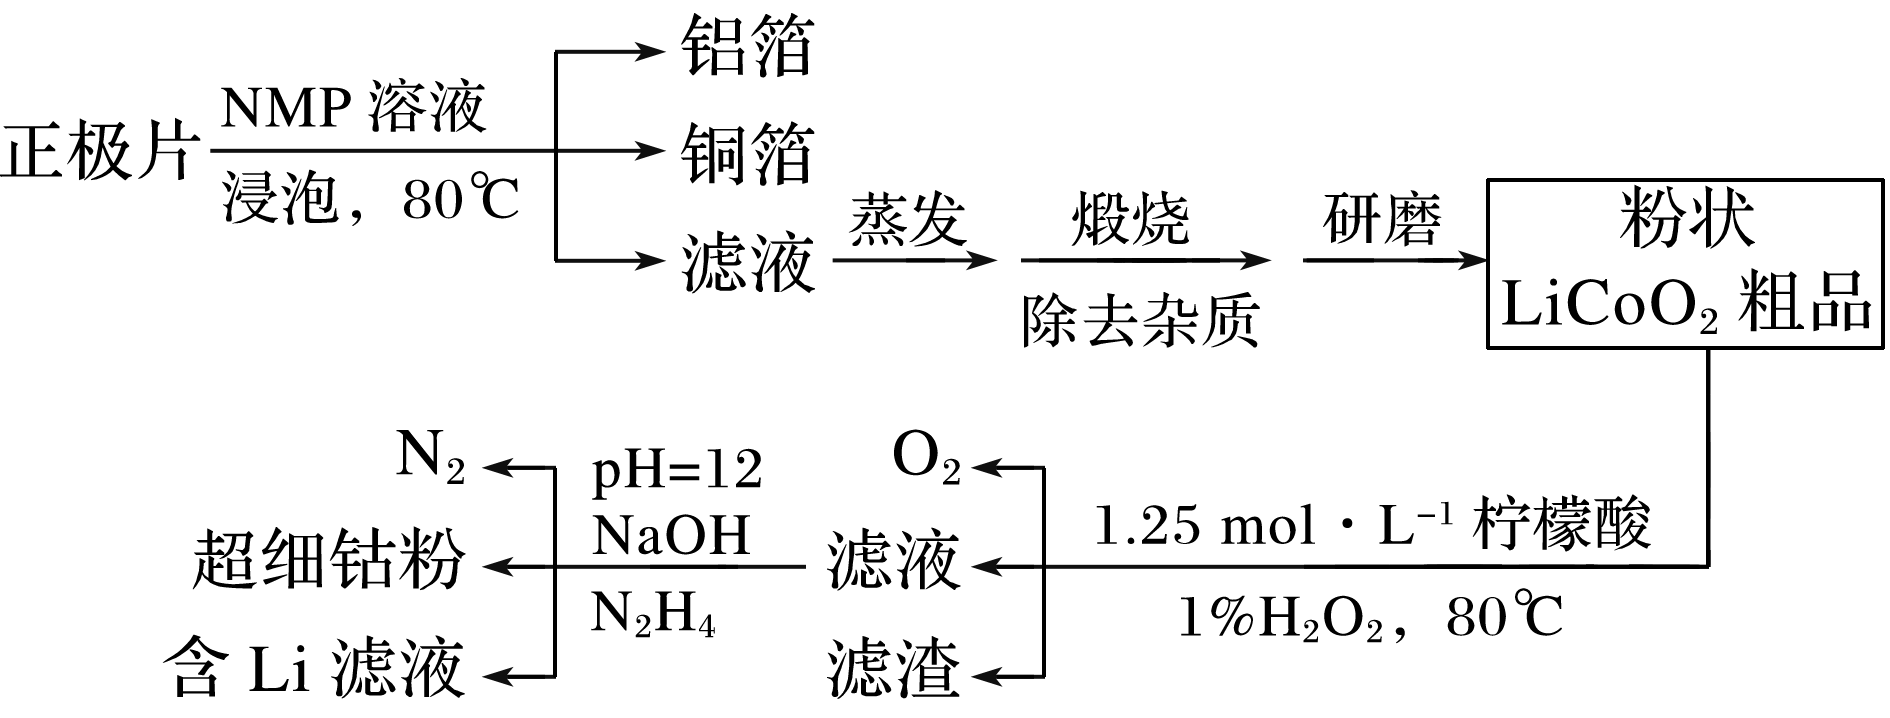 铝箔
正极片
NMP 溶液
浸泡，80℃
铜箔
滤液
蒸发
煅烧
除去杂质
研磨
粉状
LiCoO₂ 粗品
1.25 mol·L⁻¹ 柠檬酸
1%H₂O₂，80℃
O₂
滤液
滤渣
pH=12
NaOH
N₂H₄
N₂
超细钴粉
含 Li 滤液